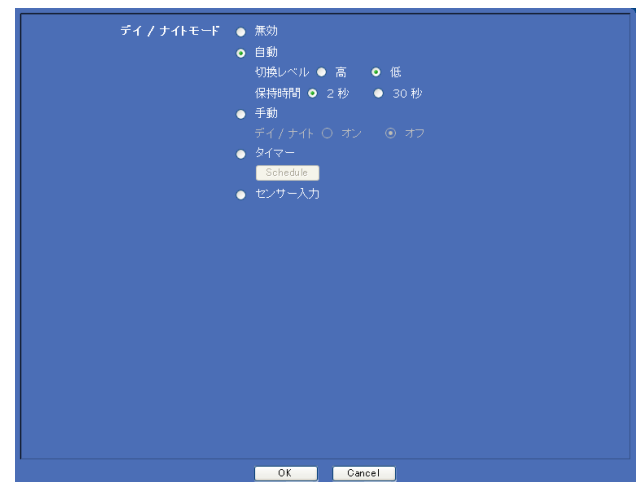 デイ / ナイトモード 無効
自動
切換レベル 高 低
保持時間 2 秒 30 秒
手動
デイ / ナイト オン オフ
タイマー
Schedule
センサー入力
OK Cancel